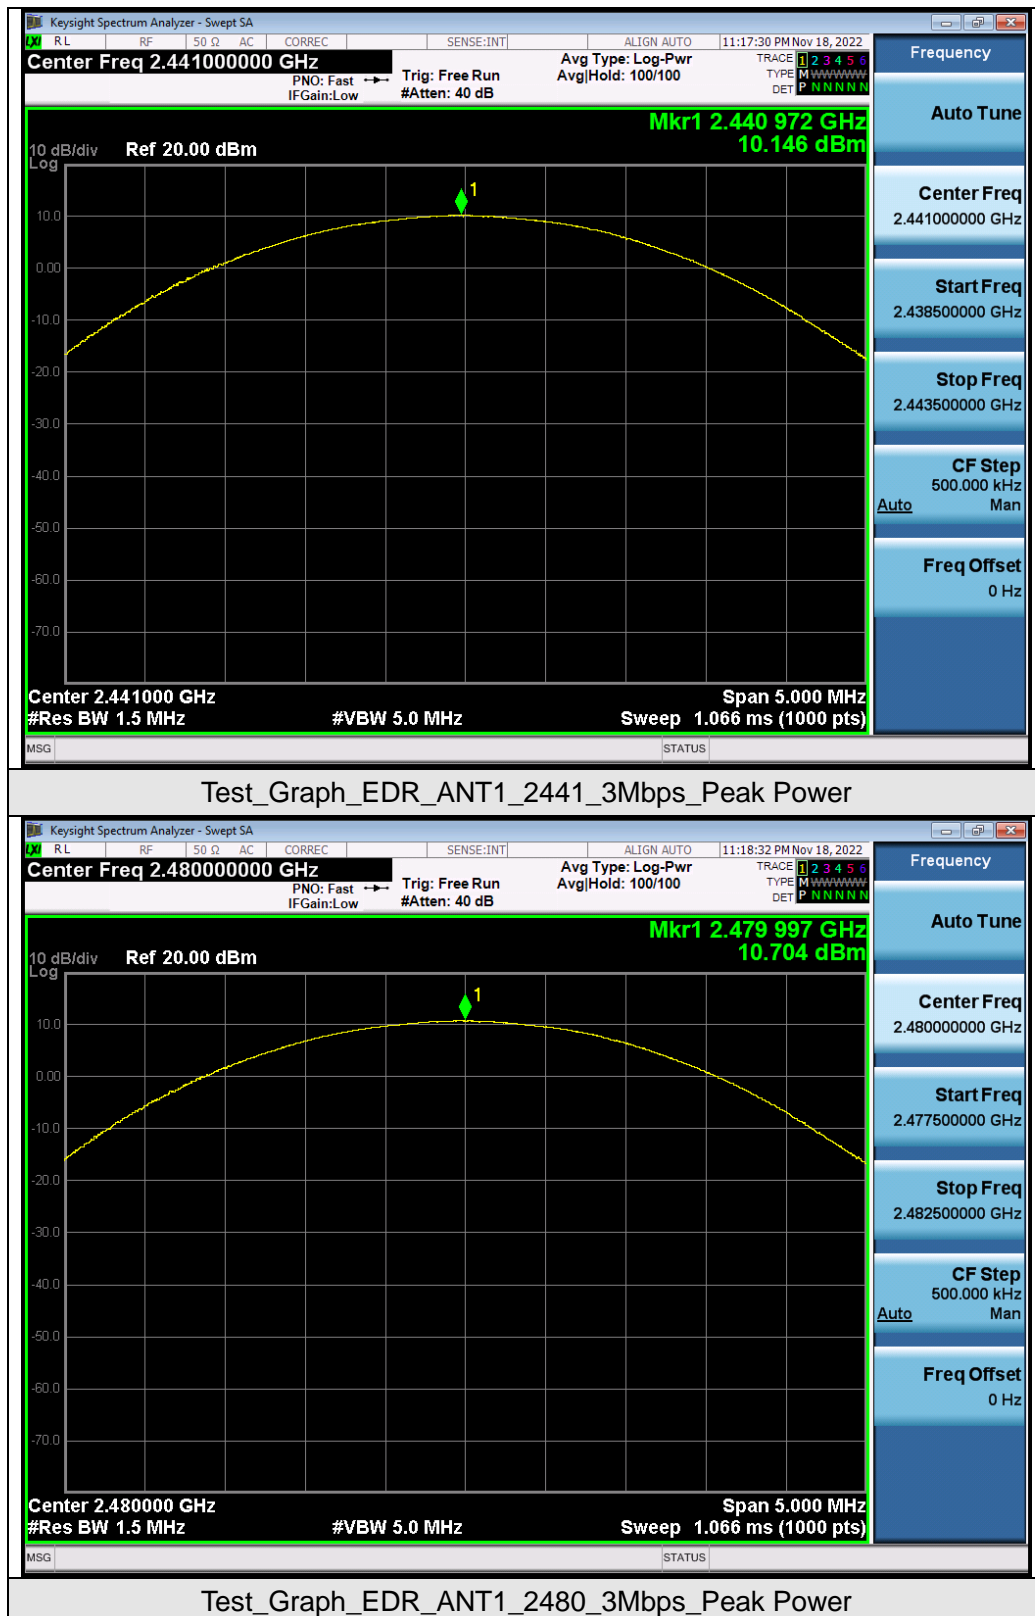 Keysight Spectrum Analyzer - Swept SA
LXI RL RF 50 Ω AC CORREC SENSE:INT ALIGN AUTO 11:17:30 PM Nov 18, 2022
Center Freq 2.441000000 GHz
PNO: Fast
IFGain:Low
Trig: Free Run
#Atten: 40 dB
Avg Type: Log-Pwr
Avg|Hold: 100/100
TRACE 1 2 3 4 5 6
TYPE M WWWWW
DET P N N N N N
Mkr1 2.440 972 GHz
10.146 dBm
10 dB/div
Log
Ref 20.00 dBm
1
10.0
0.00
-10.0
-20.0
-30.0
-40.0
-50.0
-60.0
-70.0
Center 2.441000 GHz
Span 5.000 MHz
#Res BW 1.5 MHz
#VBW 5.0 MHz
Sweep 1.066 ms (1000 pts)
MSG
STATUS
Frequency
Auto Tune
Center Freq
2.441000000 GHz
Start Freq
2.438500000 GHz
Stop Freq
2.443500000 GHz
CF Step
500.000 kHz
Auto Man
Freq Offset
0 Hz
Test_Graph_EDR_ANT1_2441_3Mbps_Peak Power
Keysight Spectrum Analyzer - Swept SA
LXI RL RF 50 Ω AC CORREC SENSE:INT ALIGN AUTO 11:18:32 PM Nov 18, 2022
Center Freq 2.480000000 GHz
PNO: Fast
IFGain:Low
Trig: Free Run
#Atten: 40 dB
Avg Type: Log-Pwr
Avg|Hold: 100/100
TRACE 1 2 3 4 5 6
TYPE M WWWWW
DET P N N N N N
Mkr1 2.479 997 GHz
10.704 dBm
10 dB/div
Log
Ref 20.00 dBm
1
10.0
0.00
-10.0
-20.0
-30.0
-40.0
-50.0
-60.0
-70.0
Center 2.480000 GHz
Span 5.000 MHz
#Res BW 1.5 MHz
#VBW 5.0 MHz
Sweep 1.066 ms (1000 pts)
MSG
STATUS
Frequency
Auto Tune
Center Freq
2.480000000 GHz
Start Freq
2.477500000 GHz
Stop Freq
2.482500000 GHz
CF Step
500.000 kHz
Auto Man
Freq Offset
0 Hz
Test_Graph_EDR_ANT1_2480_3Mbps_Peak Power